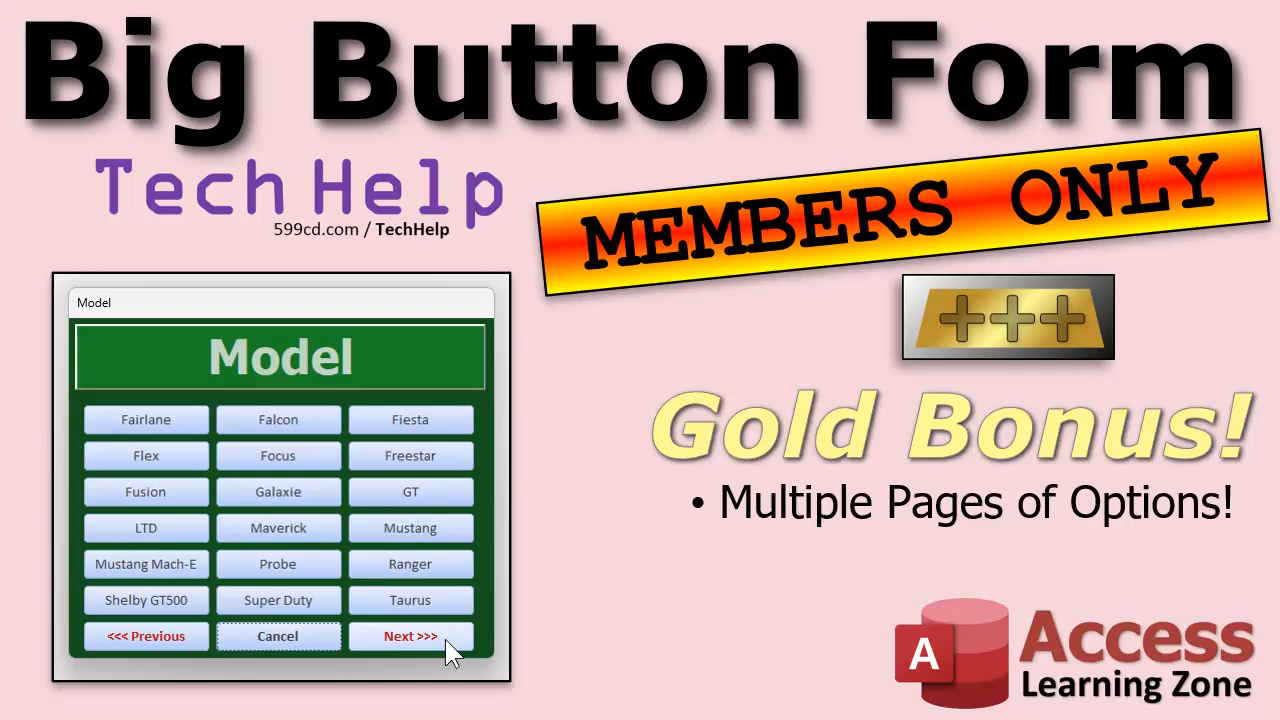 Big Button Form
TechHelp
599cd.com / TechHelp
MEMBERS ONLY
Model
Model
Fairlane Falcon Fiesta
Flex Focus Freestar
Fusion Galaxie GT
LTD Maverick Mustang
Mustang Mach-E Probe Ranger
Shelby GT500 Super Duty Taurus
<<< Previous Cancel Next >>>
+++
Gold Bonus!
• Multiple Pages of Options!
A
Access
Learning Zone